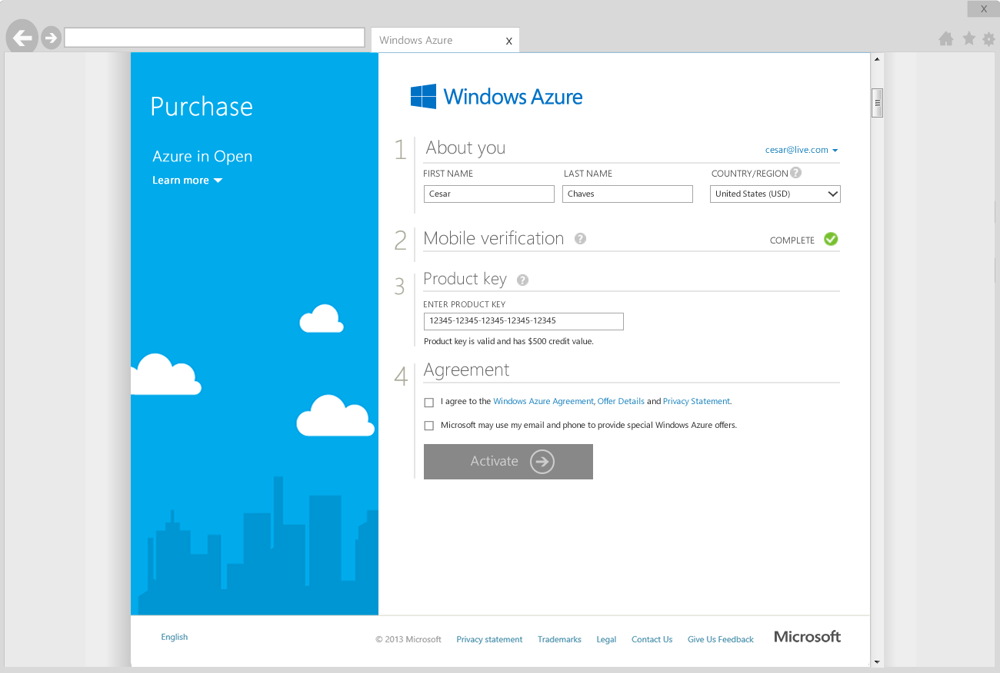 X
Windows Azure X
Purchase
Azure in Open
Learn more
Windows Azure
1 About you cesar@live.com
FIRST NAME LAST NAME COUNTRY/REGION ?
Cesar Chaves United States (USD)
2 Mobile verification ? COMPLETE
3 Product key ?
ENTER PRODUCT KEY
12345-12345-12345-12345-12345
Product key is valid and has $500 credit value.
4 Agreement
I agree to the Windows Azure Agreement, Offer Details and Privacy Statement.
Microsoft may use my email and phone to provide special Windows Azure offers.
Activate
English © 2013 Microsoft Privacy statement Trademarks Legal Contact Us Give Us Feedback Microsoft